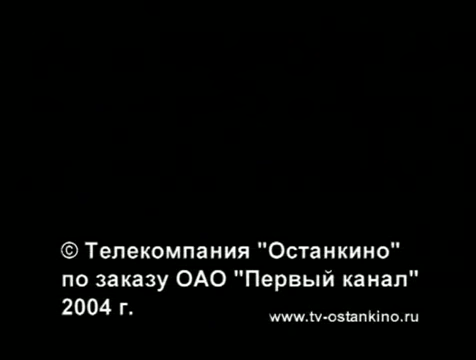 © Телекомпания "Останкино"
по заказу ОАО "Первый канал"
2004 г.
www.tv-ostankino.ru